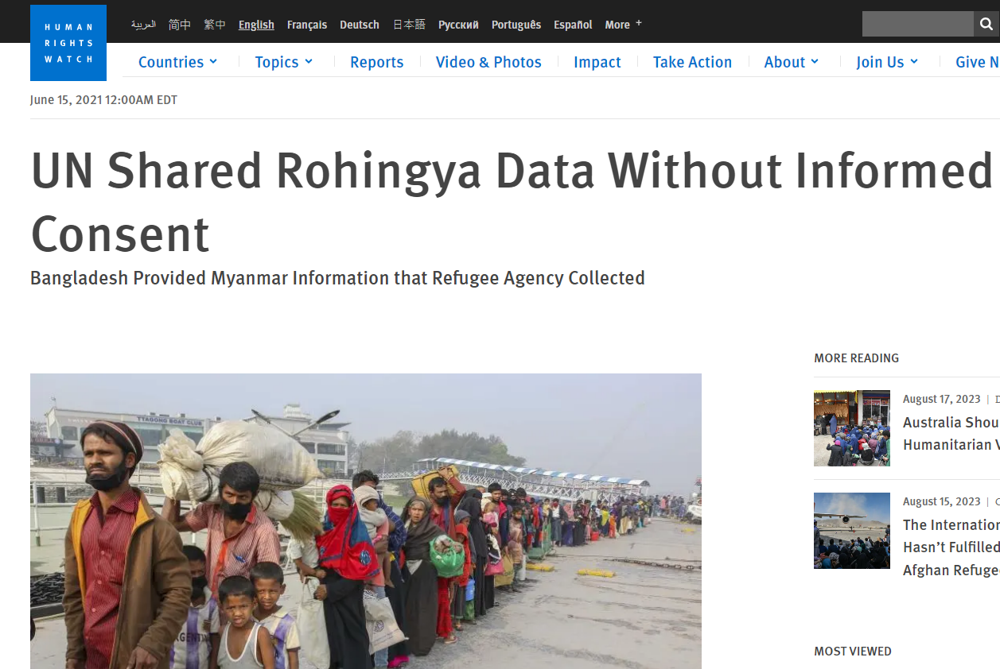 HUMAN
RIGHTS
WATCH
العربية 简中 繁中 English Français Deutsch 日本語 Русский Português Español More +
Countries Topics Reports Video & Photos Impact Take Action About Join Us Give N
June 15, 2021 12:00AM EDT
UN Shared Rohingya Data Without Informed
Consent
Bangladesh Provided Myanmar Information that Refugee Agency Collected
TTAGONG BOAT CLUB
ARGENTIN
MORE READING
August 17, 2023 |
Australia Shou
Humanitarian V
August 15, 2023 |
The Internation
Hasn’t Fulfilled
Afghan Refuge
MOST VIEWED